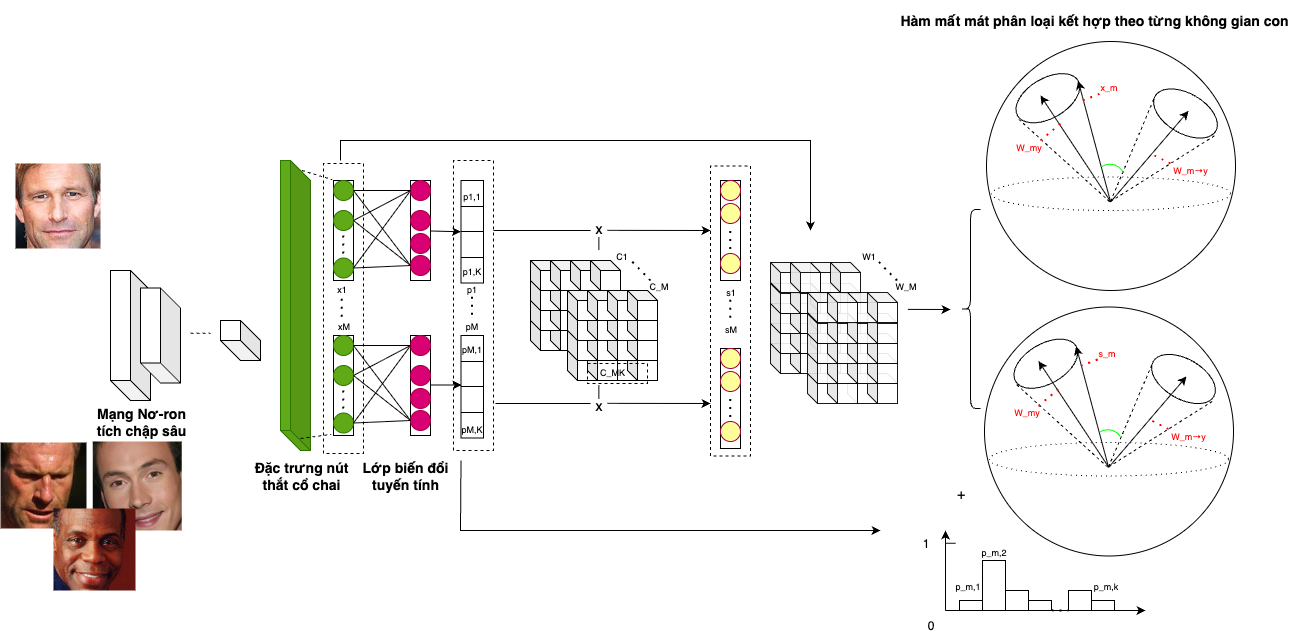 Hàm mất mát phân loại kết hợp theo từng không gian con
x_m
W_my
W_m→y
p1,1
p1,K
x1
xM
p1
pM
pM,1
pM,K
X
C1
C_M
C_MK
X
s1
sM
W1
W_M
s_m
W_my
W_m→y
Mạng Nơ-ron
tích chập sâu
Đặc trưng nút
thắt cổ chai
Lớp biến đổi
tuyến tính
+
1
p_m,2
p_m,1
p_m,k
0